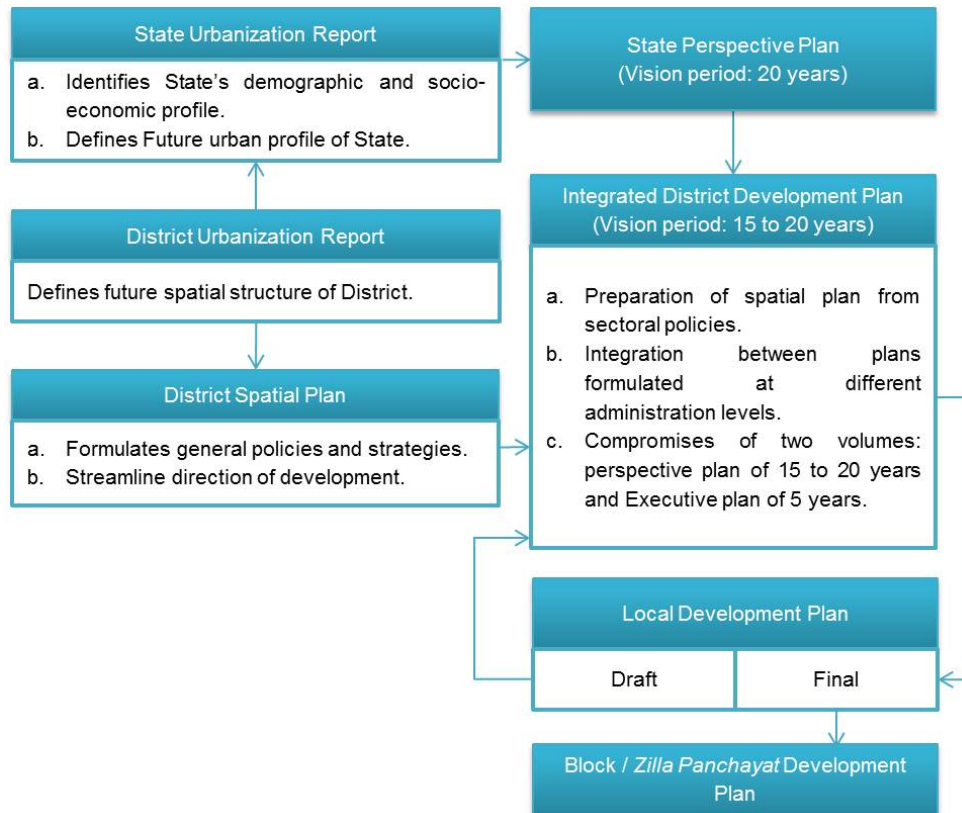 State Urbanization Report
a. Identifies State's demographic and socio-
economic profile.
b. Defines Future urban profile of State.
State Perspective Plan
(Vision period: 20 years)
District Urbanization Report
Defines future spatial structure of District.
Integrated District Development Plan
(Vision period: 15 to 20 years)
a. Preparation of spatial plan from
sectoral policies.
b. Integration between plans
formulated at different
administration levels.
c. Compromises of two volumes:
perspective plan of 15 to 20 years
and Executive plan of 5 years.
District Spatial Plan
a. Formulates general policies and strategies.
b. Streamline direction of development.
Local Development Plan
Draft
Final
Block / Zilla Panchayat Development
Plan